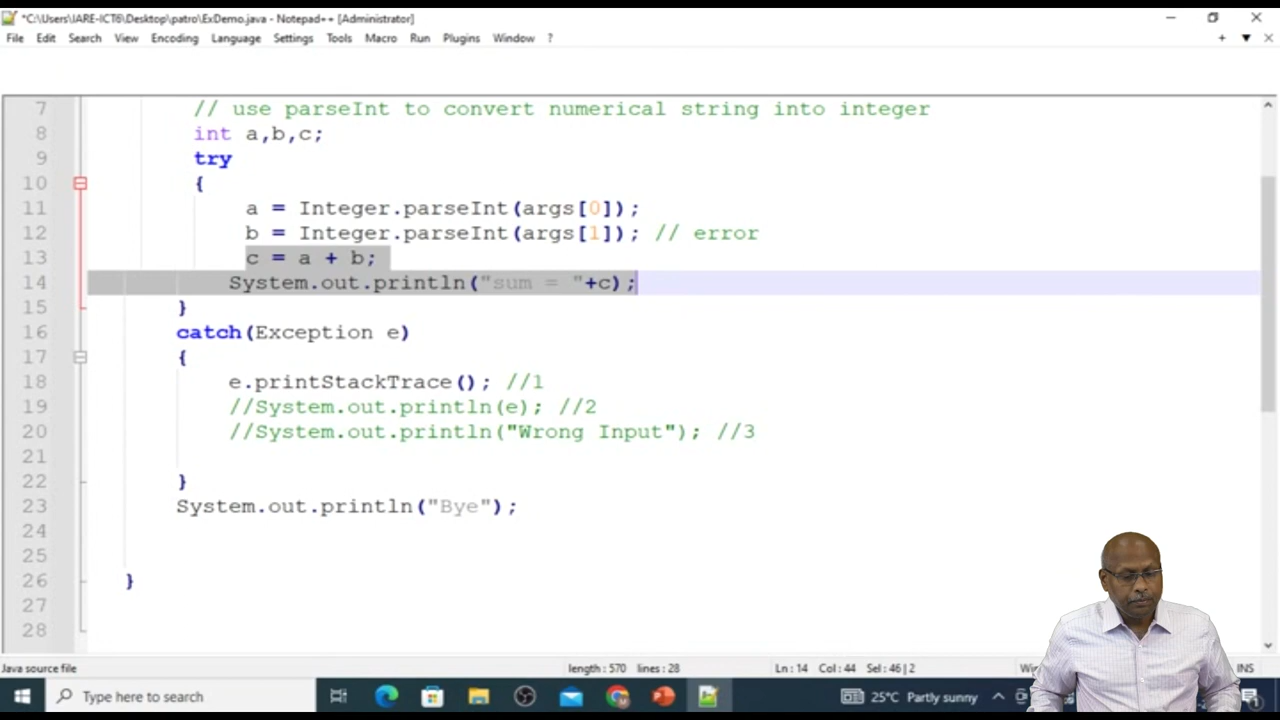 *C:\Users\IARE-ICT6\Desktop\patro\ExDemo.java - Notepad++ [Administrator]
File Edit Search View Encoding Language Settings Tools Macro Run Plugins Window ?
7 // use parseInt to convert numerical string into integer
8 int a,b,c;
9 try
10 {
11 a = Integer.parseInt(args[0]);
12 b = Integer.parseInt(args[1]); // error
13 c = a + b;
14 System.out.println("sum = "+c);
15 }
16 catch(Exception e)
17 {
18 e.printStackTrace(); //1
19 //System.out.println(e); //2
20 //System.out.println("Wrong Input"); //3
21
22 }
23 System.out.println("Bye");
24
25
26 }
27
28
Java source file length : 570 lines : 28 Ln : 14 Col : 44 Sel : 46 | 2 INS
Type here to search 25°C Partly sunny